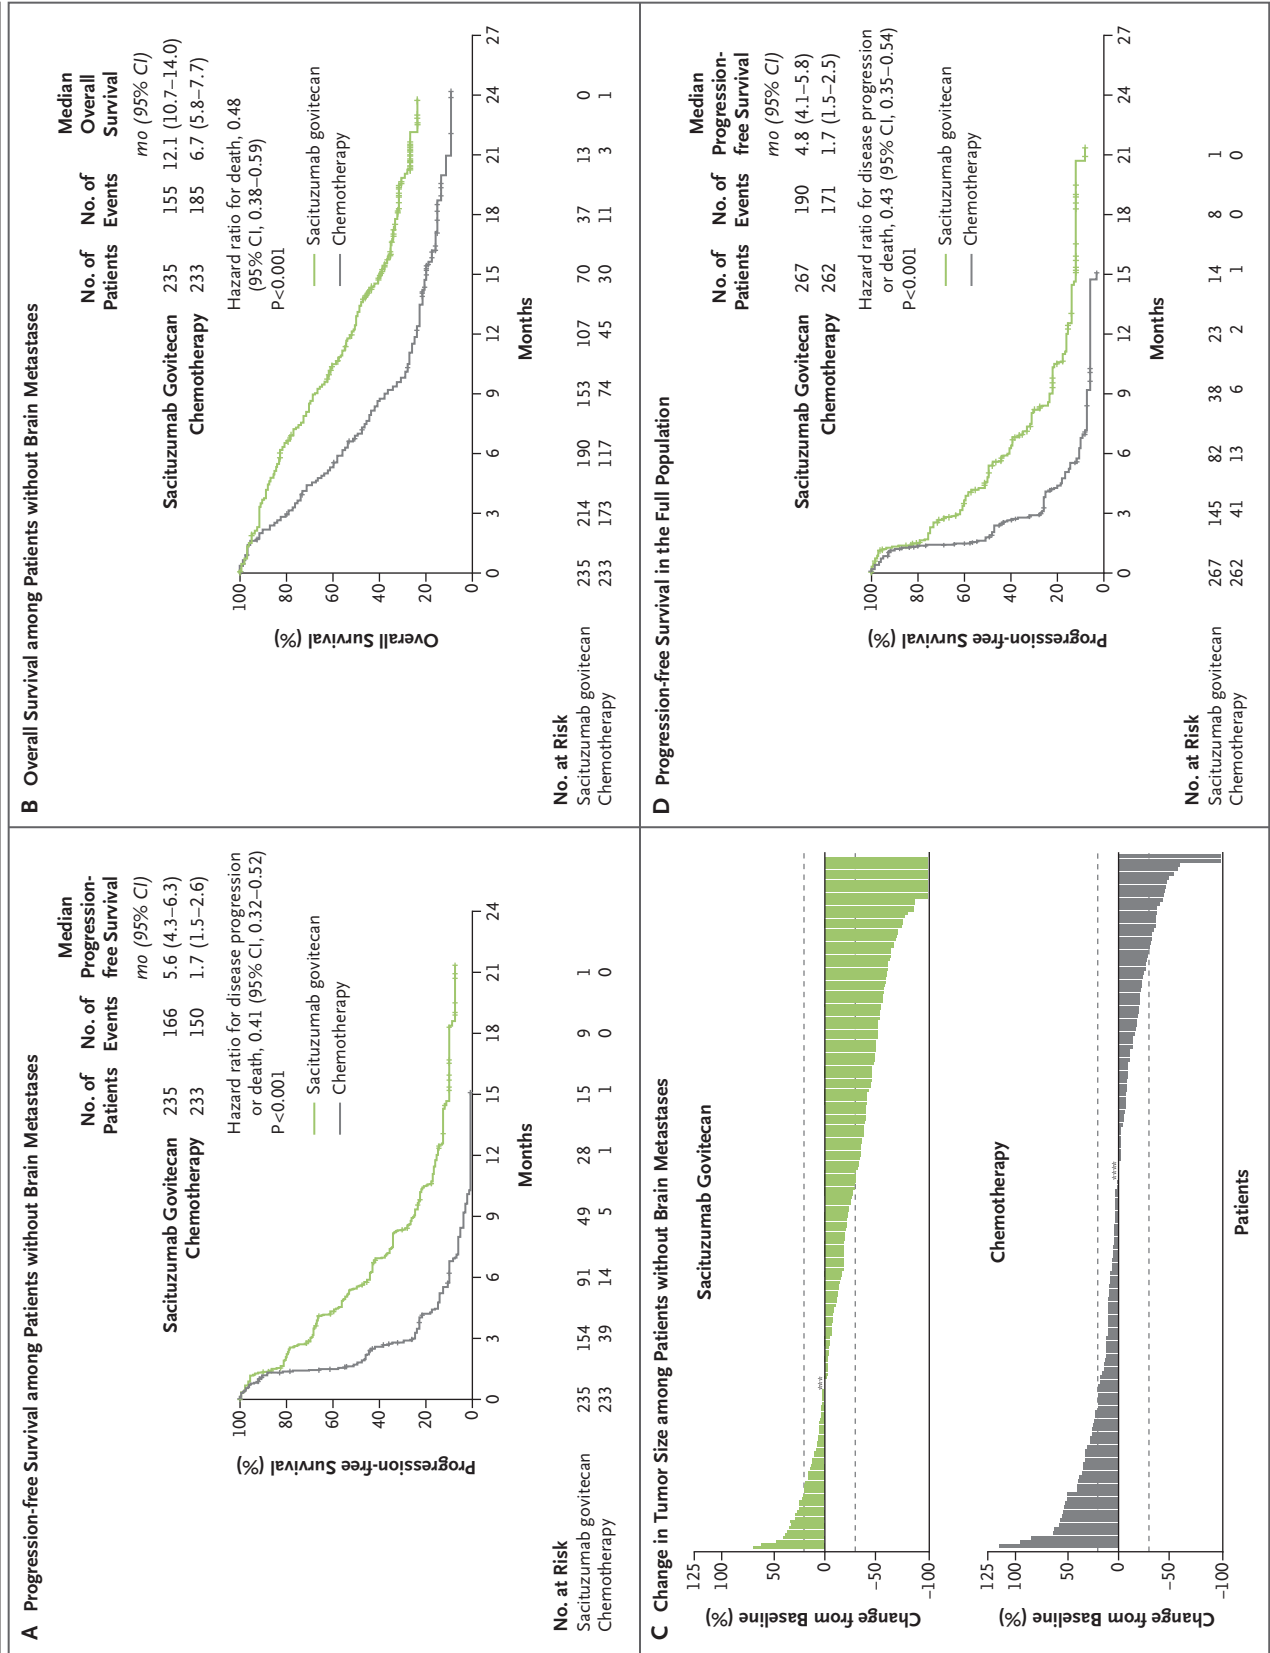 A Progression-free Survival among Patients without Brain Metastases
No. of Patients
No. of Events
Median Progression-free Survival
mo (95% CI)
Sacituzumab Govitecan 235 166 5.6 (4.3–6.3)
Chemotherapy 233 150 1.7 (1.5–2.6)
Hazard ratio for disease progression
or death, 0.41 (95% CI, 0.32–0.52)
P<0.001
Sacituzumab govitecan
Chemotherapy
Progression-free Survival (%)
100
80
60
40
20
0
0 3 6 9 12 15 18 21 24
Months
No. at Risk
Sacituzumab govitecan 235 154 91 49 28 15 9 1
Chemotherapy 233 39 14 5 1 1 0 0
B Overall Survival among Patients without Brain Metastases
No. of Patients
No. of Events
Median Overall Survival
mo (95% CI)
Sacituzumab Govitecan 235 155 12.1 (10.7–14.0)
Chemotherapy 233 185 6.7 (5.8–7.7)
Hazard ratio for death, 0.48
(95% CI, 0.38–0.59)
P<0.001
Sacituzumab govitecan
Chemotherapy
Overall Survival (%)
100
80
60
40
20
0
0 3 6 9 12 15 18 21 24 27
Months
No. at Risk
Sacituzumab govitecan 235 214 190 153 107 70 37 13 0
Chemotherapy 233 173 117 74 45 30 11 3 1
C Change in Tumor Size among Patients without Brain Metastases
Sacituzumab Govitecan
Change from Baseline (%)
125
100
50
0
–50
–100
***
Chemotherapy
Change from Baseline (%)
125
100
50
0
–50
–100
****
Patients
D Progression-free Survival in the Full Population
No. of Patients
No. of Events
Median Progression-free Survival
mo (95% CI)
Sacituzumab Govitecan 267 190 4.8 (4.1–5.8)
Chemotherapy 262 171 1.7 (1.5–2.5)
Hazard ratio for disease progression
or death, 0.43 (95% CI, 0.35–0.54)
P<0.001
Sacituzumab govitecan
Chemotherapy
Progression-free Survival (%)
100
80
60
40
20
0
0 3 6 9 12 15 18 21 24 27
Months
No. at Risk
Sacituzumab govitecan 267 145 82 38 23 14 8 1
Chemotherapy 262 41 13 6 2 1 0 0